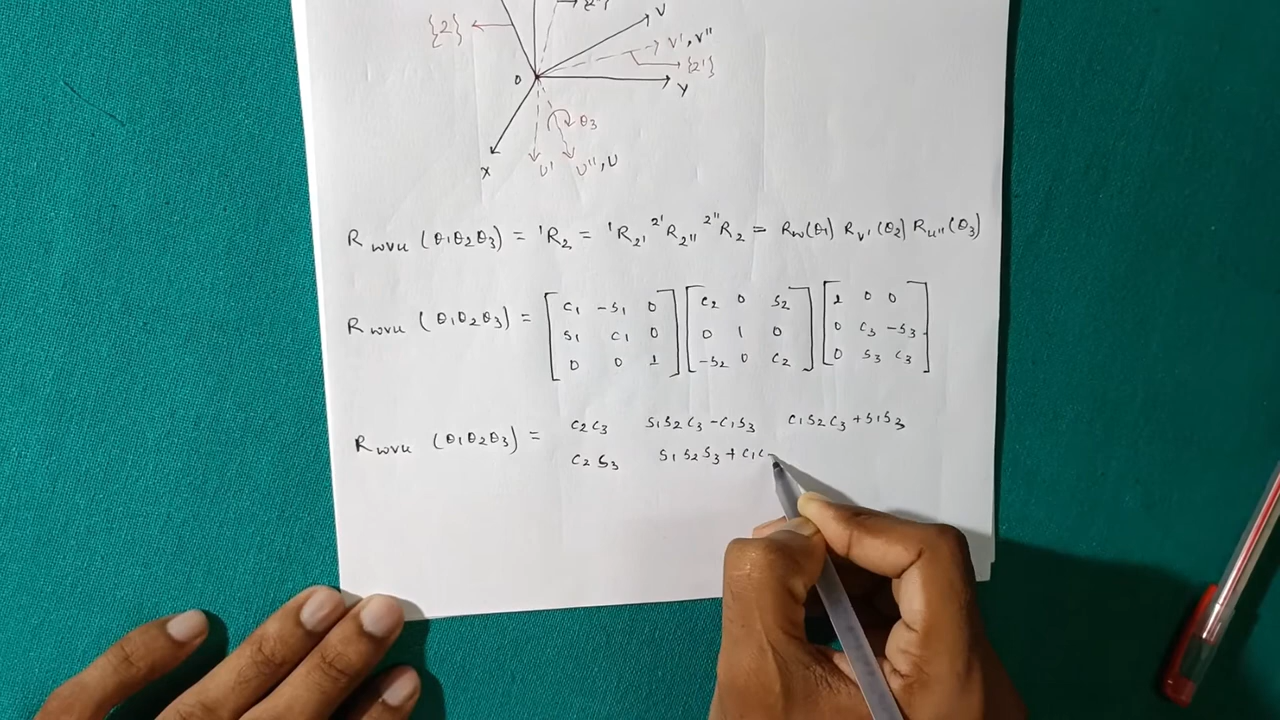 {2}
V
V', V''
{2'}
O
Y
θ3
X
U'
U'', U
R wvu (θ1θ2θ3) = ¹R₂ = ¹R₂' ²'R₂'' ²''R₂ = Rw(θ1) Rv'(θ2) Ru''(θ3)
R wvu (θ1θ2θ3) = [c1 -s1 0; s1 c1 0; 0 0 1] [c2 0 s2; 0 1 0; -s2 0 c2] [1 0 0; 0 c3 -s3; 0 s3 c3]
c2c3 s1s2c3-c1s3 c1s2c3+s1s3
R wvu (θ1θ2θ3) =
c2s3 s1s2s3+c1c